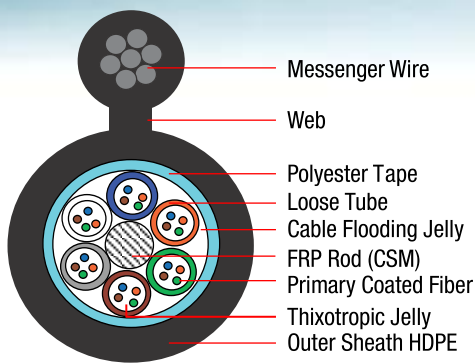 Messenger Wire
Web
Polyester Tape
Loose Tube
Cable Flooding Jelly
FRP Rod (CSM)
Primary Coated Fiber
Thixotropic Jelly
Outer Sheath HDPE